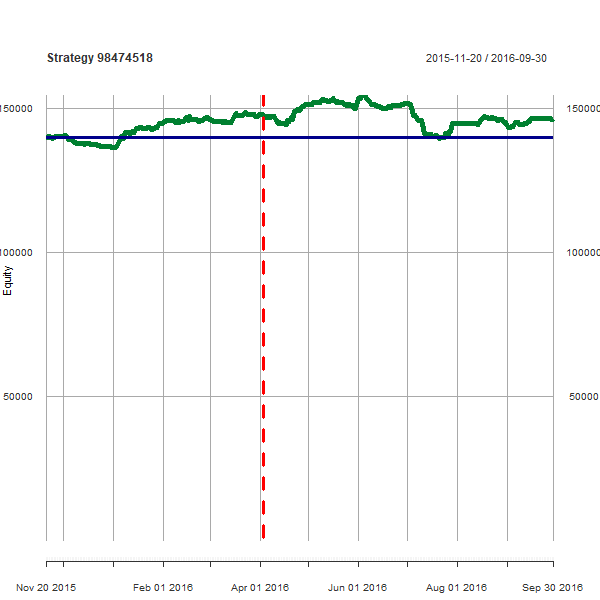 Strategy 98474518
2015-11-20 / 2016-09-30
150000
150000
100000
100000
Equity
50000
50000
Nov 20 2015
Feb 01 2016
Apr 01 2016
Jun 01 2016
Aug 01 2016
Sep 30 2016